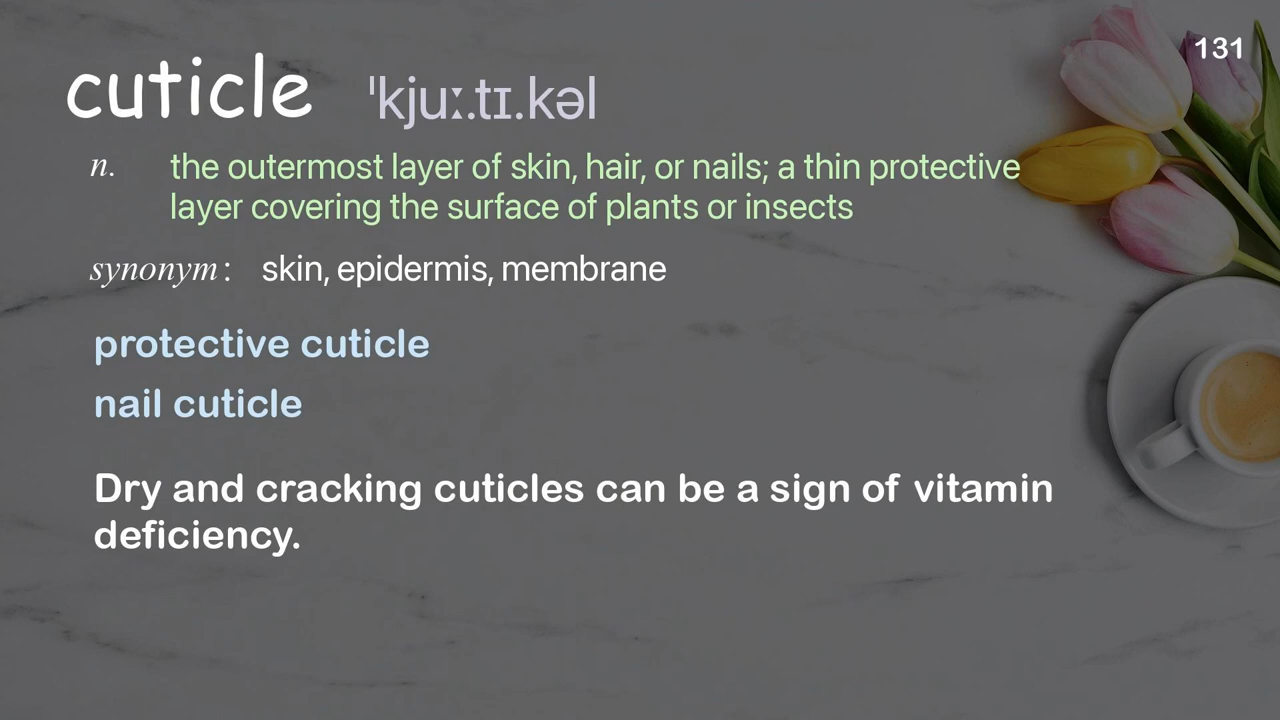 131
cuticle ˈkjuː.tɪ.kəl
n. the outermost layer of skin, hair, or nails; a thin protective
layer covering the surface of plants or insects
synonym: skin, epidermis, membrane
protective cuticle
nail cuticle
Dry and cracking cuticles can be a sign of vitamin
deficiency.